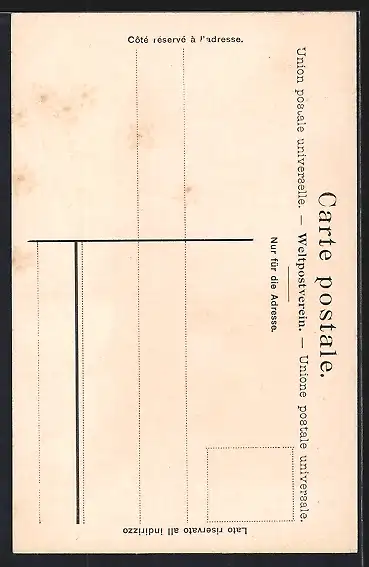 Carte postale.
Union postale universelle. — Weltpostverein. — Unione postale universale.
Nur für die Adresse.
Côté réservé à l'adresse.
Lato riservato all indirizzo